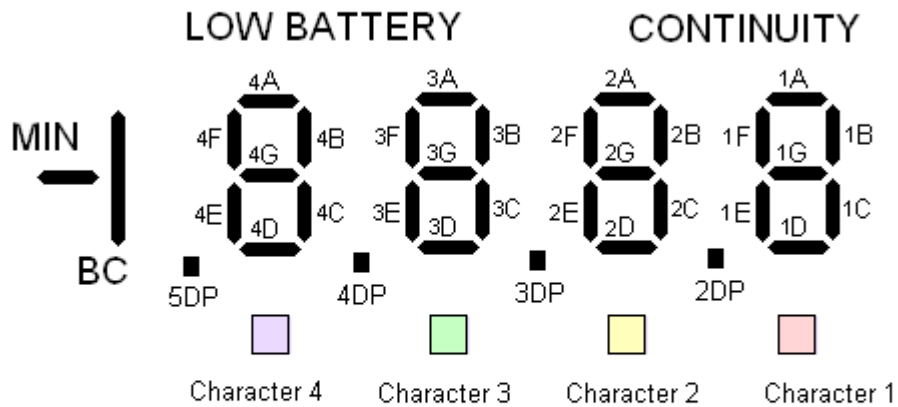 LOW BATTERY CONTINUITY
4A 3A 2A 1A
MIN 4F 4B 3F 3B 2F 2B 1F 1B
4G 3G 2G 1G
4E 4C 3E 3C 2E 2C 1E 1C
4D 3D 2D 1D
BC 5DP 4DP 3DP 2DP
Character 4 Character 3 Character 2 Character 1